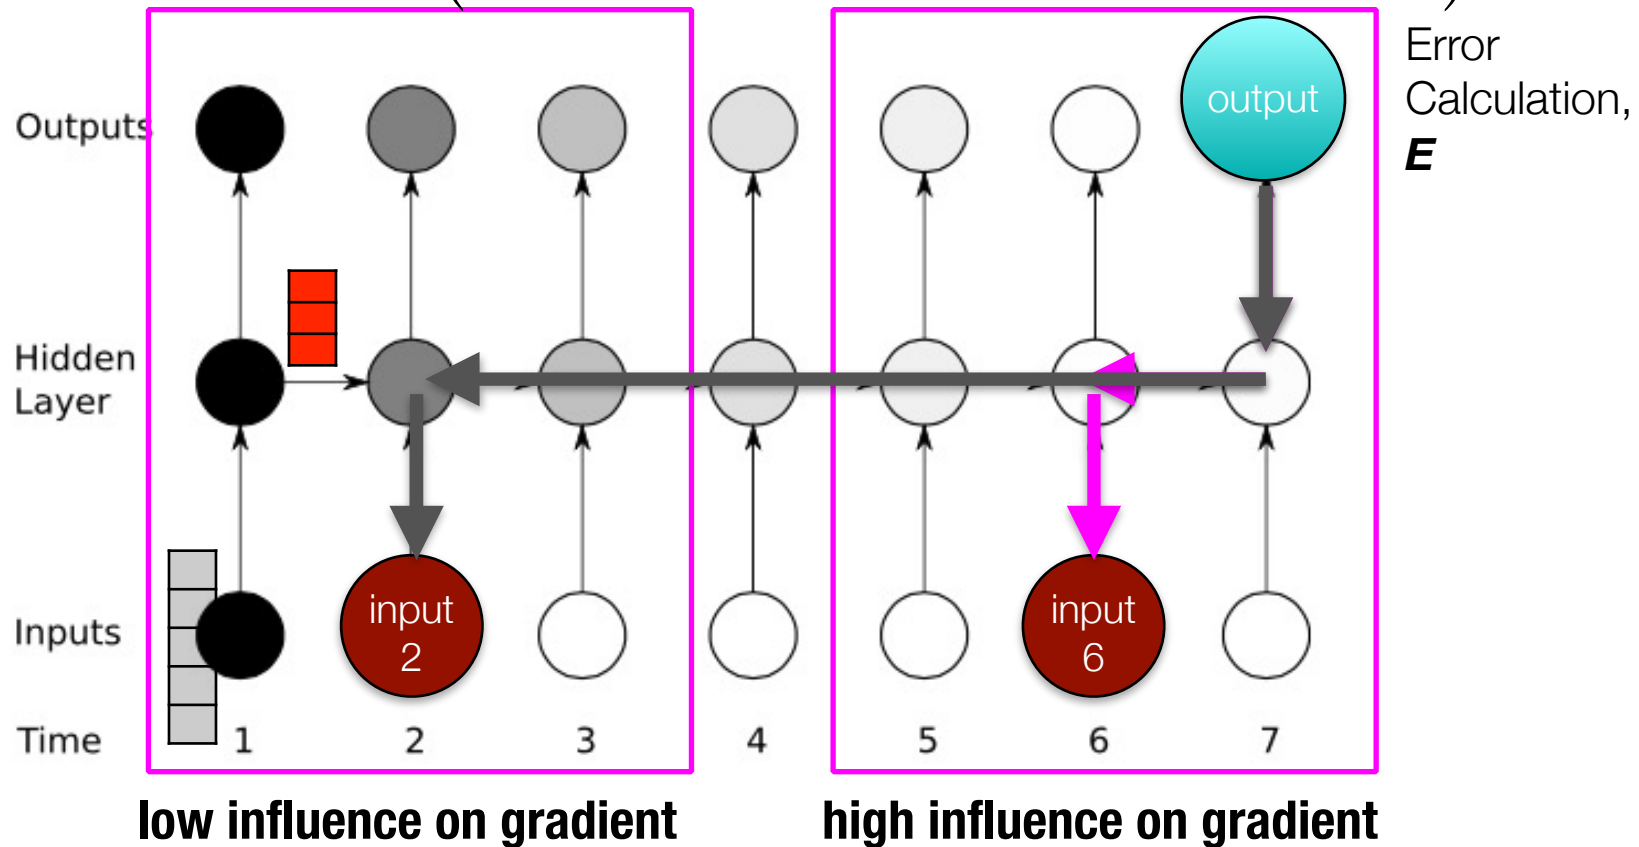 ( )
Error
Calculation,
E
output
Outputs
Hidden
Layer
input
2
input
6
Inputs
Time 1 2 3 4 5 6 7
low influence on gradient
high influence on gradient